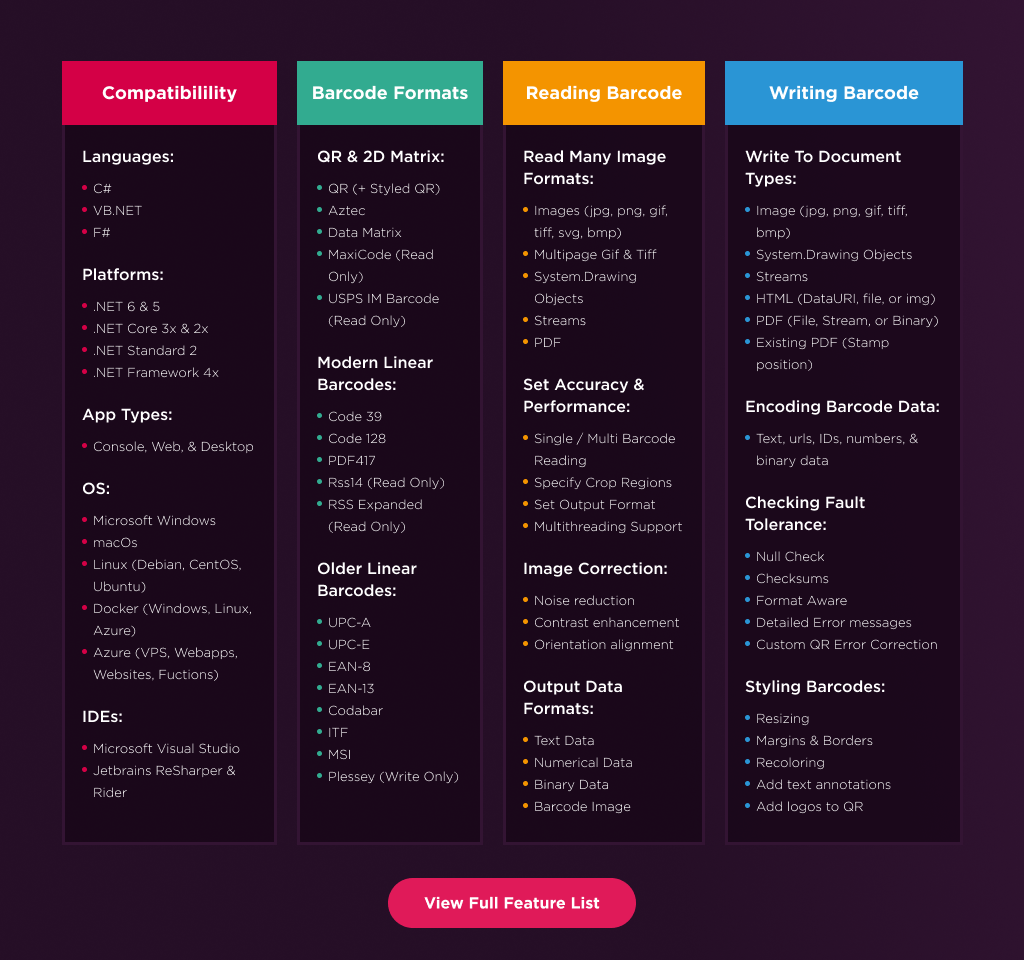 Compatibilility
Languages:
C#
VB.NET
F#
Platforms:
.NET 6 & 5
.NET Core 3x & 2x
.NET Standard 2
.NET Framework 4x
App Types:
Console, Web, & Desktop
OS:
Microsoft Windows
macOs
Linux (Debian, CentOS,
Ubuntu)
Docker (Windows, Linux,
Azure)
Azure (VPS, Webapps,
Websites, Fuctions)
IDEs:
Microsoft Visual Studio
Jetbrains ReSharper &
Rider
Barcode Formats
QR & 2D Matrix:
QR (+ Styled QR)
Aztec
Data Matrix
MaxiCode (Read
Only)
USPS IM Barcode
(Read Only)
Modern Linear
Barcodes:
Code 39
Code 128
PDF417
Rss14 (Read Only)
RSS Expanded
(Read Only)
Older Linear
Barcodes:
UPC-A
UPC-E
EAN-8
EAN-13
Codabar
ITF
MSI
Plessey (Write Only)
Reading Barcode
Read Many Image
Formats:
Images (jpg, png, gif,
tiff, svg, bmp)
Multipage Gif & Tiff
System.Drawing
Objects
Streams
PDF
Set Accuracy &
Performance:
Single / Multi Barcode
Reading
Specify Crop Regions
Set Output Format
Multithreading Support
Image Correction:
Noise reduction
Contrast enhancement
Orientation alignment
Output Data
Formats:
Text Data
Numerical Data
Binary Data
Barcode Image
Writing Barcode
Write To Document
Types:
Image (jpg, png, gif, tiff,
bmp)
System.Drawing Objects
Streams
HTML (DataURI, file, or img)
PDF (File, Stream, or Binary)
Existing PDF (Stamp
position)
Encoding Barcode Data:
Text, urls, IDs, numbers, &
binary data
Checking Fault
Tolerance:
Null Check
Checksums
Format Aware
Detailed Error messages
Custom QR Error Correction
Styling Barcodes:
Resizing
Margins & Borders
Recoloring
Add text annotations
Add logos to QR
View Full Feature List